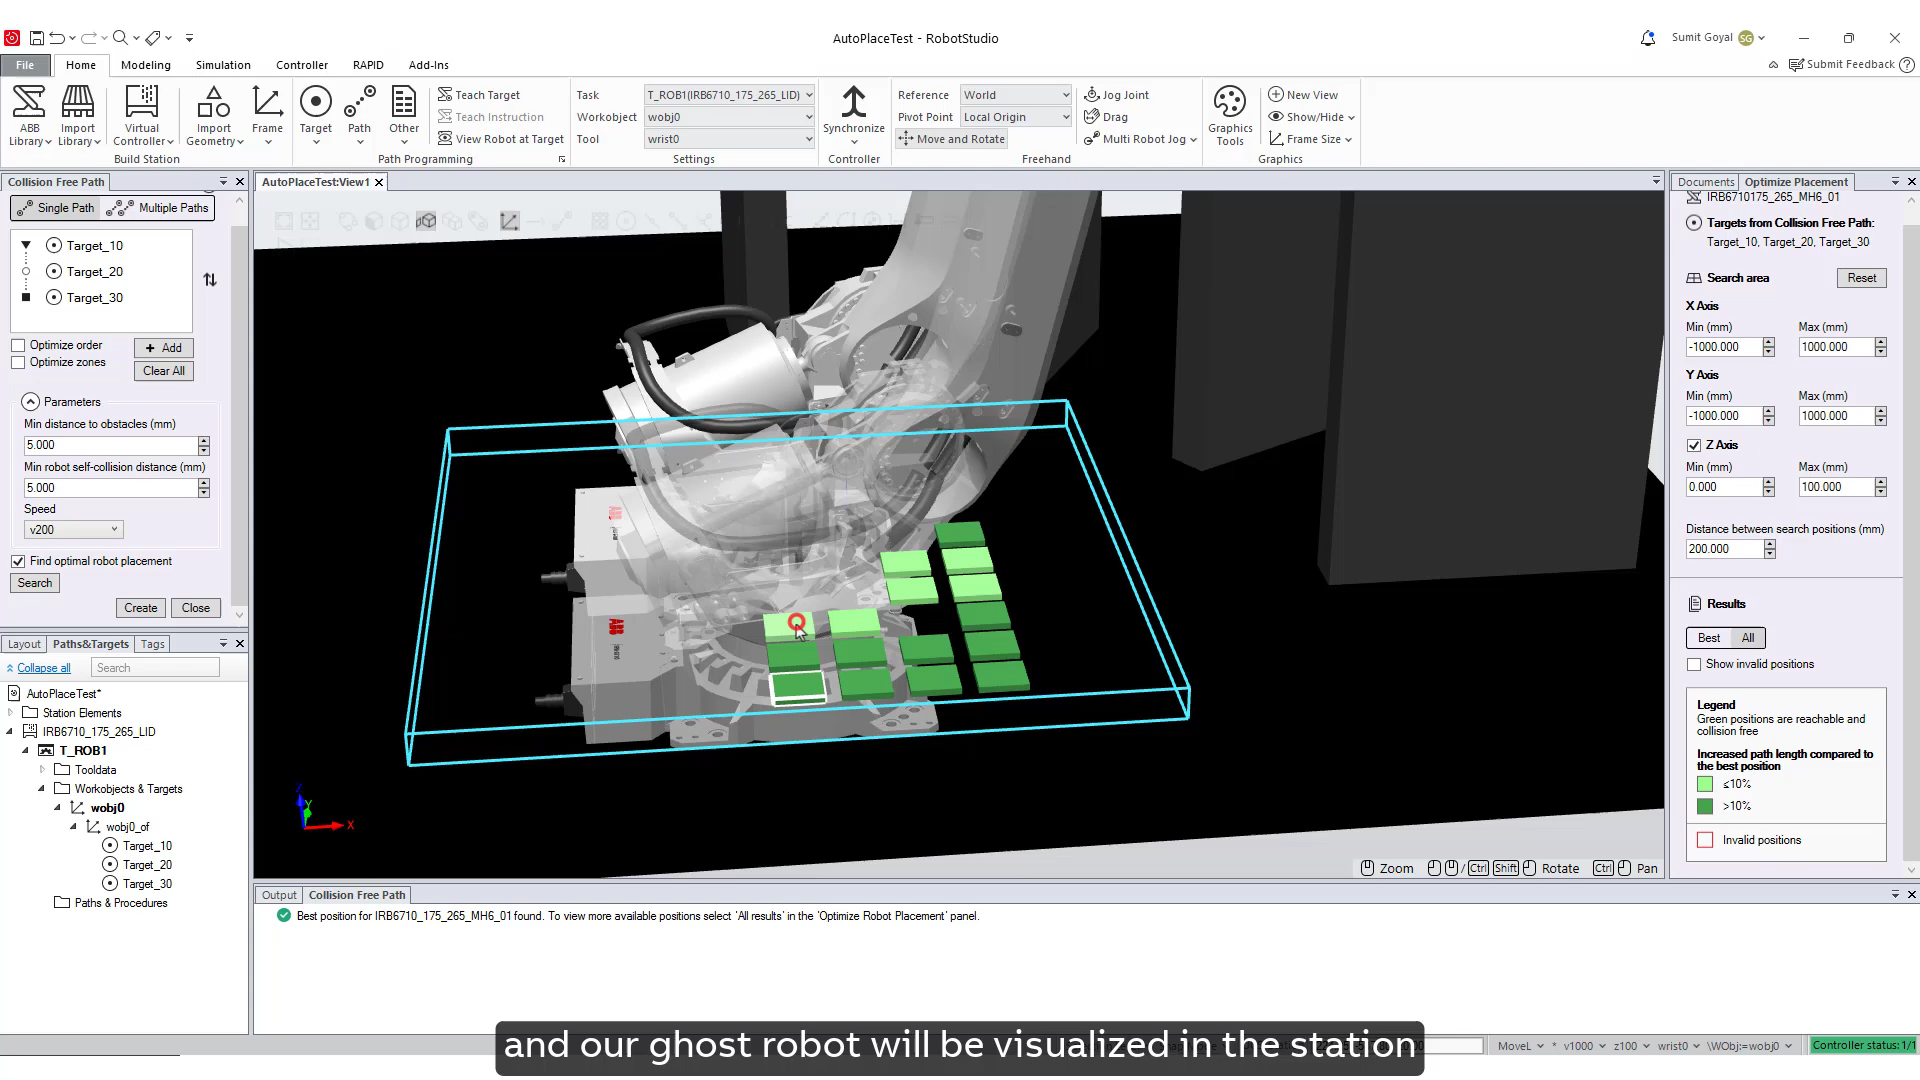 AutoPlaceTest - RobotStudio
Sumit Goyal SG
File Home Modeling Simulation Controller RAPID Add-Ins
Submit Feedback
ABB Library
Import Library
Virtual Controller
Import Geometry
Frame
Build Station
Target
Path
Other
Teach Target
Teach Instruction
View Robot at Target
Path Programming
Task T_ROB1(IRB6710_175_265_LID)
Workobject wobj0
Tool wrist0
Settings
Synchronize
Controller
Reference World
Pivot Point Local Origin
Move and Rotate
Jog Joint
Drag
Multi Robot Jog
Freehand
Graphics Tools
New View
Show/Hide
Frame Size
Graphics
Collision Free Path
Single Path Multiple Paths
Target_10
Target_20
Target_30
Optimize order
Optimize zones
Add
Clear All
Parameters
Min distance to obstacles (mm)
5.000
Min robot self-collision distance (mm)
5.000
Speed
v200
Find optimal robot placement
Search
Create Close
Layout Paths&Targets Tags
Collapse all Search
AutoPlaceTest*
Station Elements
IRB6710_175_265_LID
T_ROB1
Tooldata
Workobjects & Targets
wobj0
wobj0_of
Target_10
Target_20
Target_30
Paths & Procedures
AutoPlaceTest:View1
ABB
ABB
Z
Y
X
Zoom / Ctrl Shift Rotate Ctrl Pan
Output Collision Free Path
Best position for IRB6710_175_265_MH6_01 found. To view more available positions select 'All results' in the 'Optimize Robot Placement' panel.
Documents Optimize Placement
IRB6710175_265_MH6_01
Targets from Collision Free Path:
Target_10, Target_20, Target_30
Search area Reset
X Axis
Min (mm) Max (mm)
-1000.000 1000.000
Y Axis
Min (mm) Max (mm)
-1000.000 1000.000
Z Axis
Min (mm) Max (mm)
0.000 100.000
Distance between search positions (mm)
200.000
Results
Best All
Show invalid positions
Legend
Green positions are reachable and
collision free
Increased path length compared to
the best position
≤10%
>10%
Invalid positions
and our ghost robot will be visualized in the station
MoveL * v1000 z100 wrist0 \WObj:=wobj0 Controller status:1/1